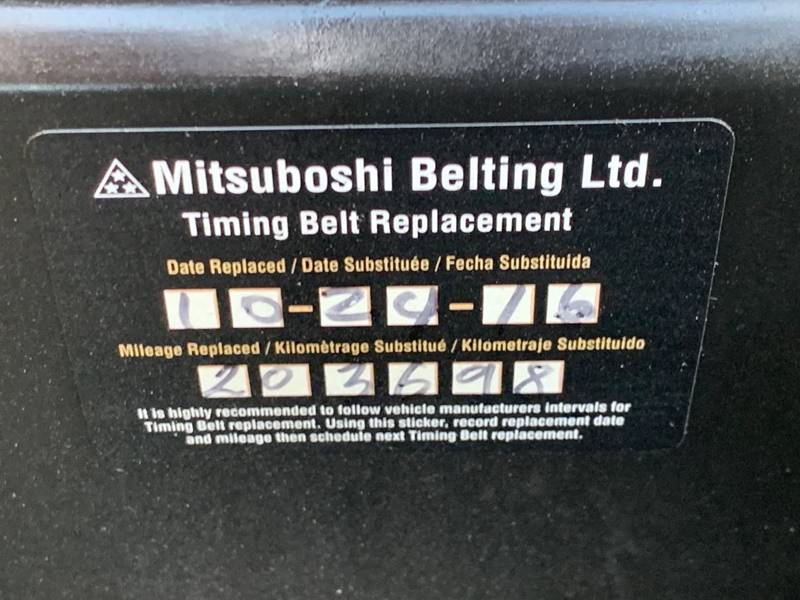 Mitsuboshi Belting Ltd.
Timing Belt Replacement
Date Replaced / Date Substituée / Fecha Substituida
10-24-16
Mileage Replaced / Kilomètrage Substitué / Kilometraje Substituido
203698
It is highly recommended to follow vehicle manufacturers intervals for
Timing Belt replacement. Using this sticker, record replacement date
and mileage then schedule next Timing Belt replacement.